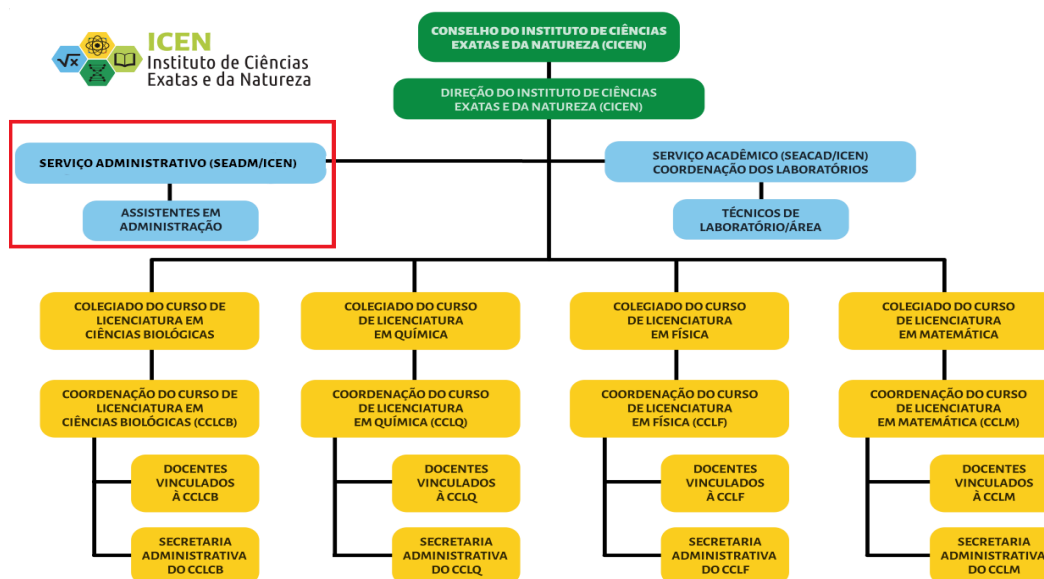 ICEN
Instituto de Ciências
Exatas e da Natureza
√x
CONSELHO DO INSTITUTO DE CIÊNCIAS
EXATAS E DA NATUREZA (CICEN)
DIREÇÃO DO INSTITUTO DE CIÊNCIAS
EXATAS E DA NATUREZA (CICEN)
SERVIÇO ADMINISTRATIVO (SEADM/ICEN)
SERVIÇO ACADÊMICO (SEACAD/ICEN)
COORDENAÇÃO DOS LABORATÓRIOS
ASSISTENTES EM
ADMINISTRAÇÃO
TÉCNICOS DE
LABORATÓRIO/ÁREA
COLEGIADO DO CURSO DE
LICENCIATURA EM
CIÊNCIAS BIOLÓGICAS
COLEGIADO DO CURSO
DE LICENCIATURA
EM QUÍMICA
COLEGIADO DO CURSO
DE LICENCIATURA
EM FÍSICA
COLEGIADO DO CURSO
DE LICENCIATURA
EM MATEMÁTICA
COORDENAÇÃO DO CURSO DE
LICENCIATURA EM
CIÊNCIAS BIOLÓGICAS (CCLCB)
COORDENAÇÃO DO CURSO
DE LICENCIATURA
EM QUÍMICA (CCLQ)
COORDENAÇÃO DO CURSO
DE LICENCIATURA
EM FÍSICA (CCLF)
COORDENAÇÃO DO CURSO
DE LICENCIATURA
EM MATEMÁTICA (CCLM)
DOCENTES
VINCULADOS
À CCLCB
DOCENTES
VINCULADOS
À CCLQ
DOCENTES
VINCULADOS
À CCLF
DOCENTES
VINCULADOS
À CCLM
SECRETARIA
ADMINISTRATIVA
DO CCLCB
SECRETARIA
ADMINISTRATIVA
DO CCLQ
SECRETARIA
ADMINISTRATIVA
DO CCLF
SECRETARIA
ADMINISTRATIVA
DO CCLM